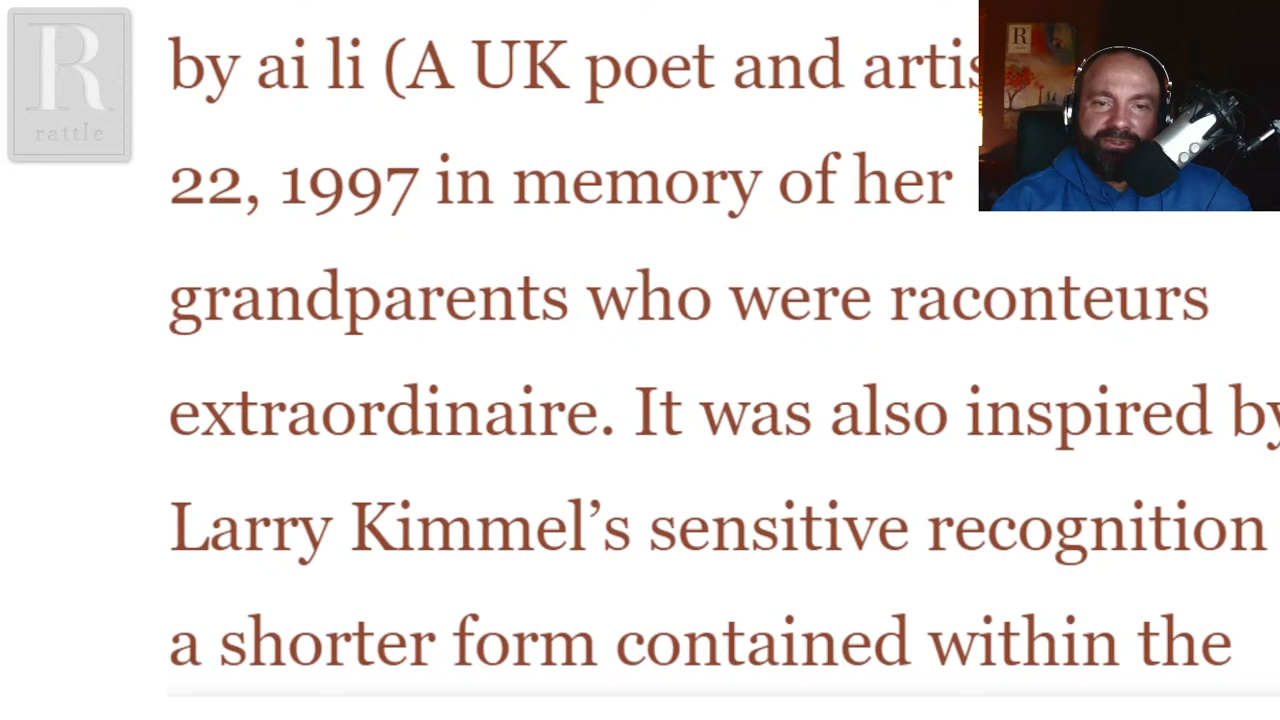 R
rattle
by ai li (A UK poet and artis
22, 1997 in memory of her
grandparents who were raconteurs
extraordinaire. It was also inspired by
Larry Kimmel’s sensitive recognition
a shorter form contained within the
R